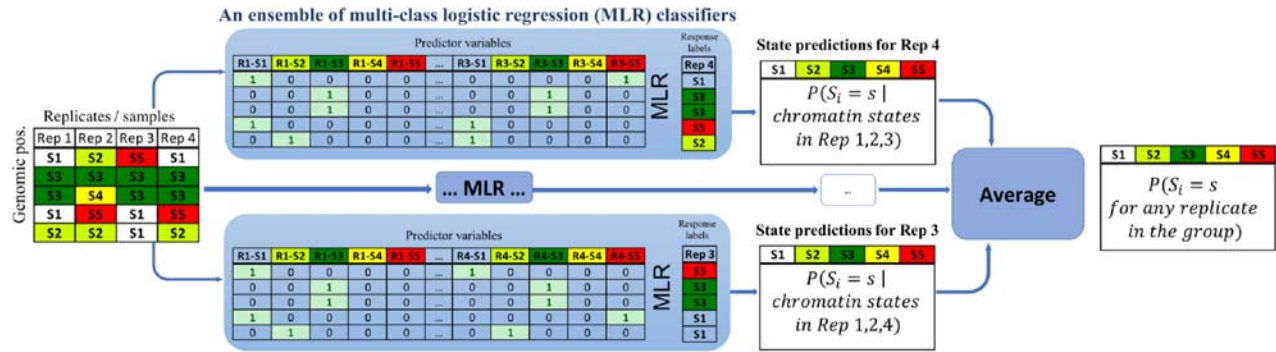 An ensemble of multi-class logistic regression (MLR) classifiers
Predictor variables
Response
labels
R1-S1 R1-S2 R1-S3 R1-S4 R1-S5 ... R3-S1 R3-S2 R3-S3 R3-S4 R3-S5
1 0 0 0 0 ... 0 0 0 0 1
0 0 1 0 0 ... 0 0 1 0 0
0 0 1 0 0 ... 0 0 1 0 0
1 0 0 0 0 ... 1 0 0 0 0
0 1 0 0 0 ... 1 0 0 0 0
MLR
Rep 4
S1
S3
S3
S5
S2
State predictions for Rep 4
S1 S2 S3 S4 S5
P(S_i = s |
chromatin states
in Rep 1,2,3)
Replicates / samples
Genomic pos.
Rep 1 Rep 2 Rep 3 Rep 4
S1 S2 S5 S1
S3 S3 S3 S3
S3 S4 S3 S3
S1 S5 S1 S5
S2 S2 S1 S2
... MLR ...
...
Average
S1 S2 S3 S4 S5
P(S_i = s
for any replicate
in the group)
Predictor variables
Response
labels
R1-S1 R1-S2 R1-S3 R1-S4 R1-S5 ... R4-S1 R4-S2 R4-S3 R4-S4 R4-S5
1 0 0 0 0 ... 1 0 0 0 0
0 0 1 0 0 ... 0 0 1 0 0
0 0 1 0 0 ... 0 0 1 0 0
1 0 0 0 0 ... 0 0 0 0 1
0 1 0 0 0 ... 0 1 0 0 0
MLR
Rep 3
S5
S3
S3
S1
S1
State predictions for Rep 3
S1 S2 S3 S4 S5
P(S_i = s |
chromatin states
in Rep 1,2,4)